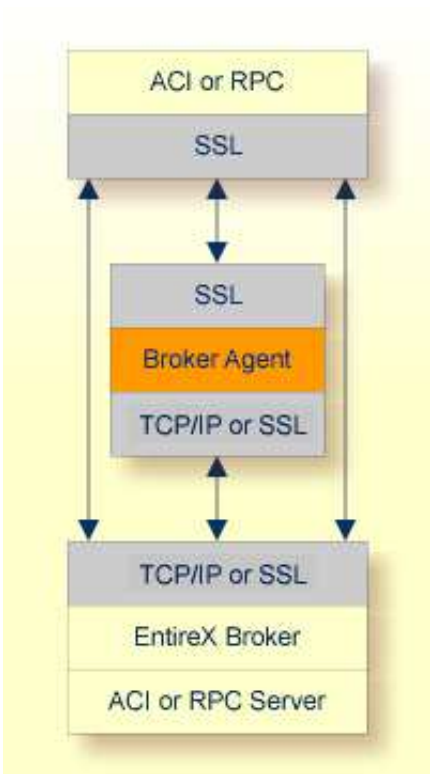 ACI or RPC
SSL
SSL
Broker Agent
TCP/IP or SSL
TCP/IP or SSL
EntireX Broker
ACI or RPC Server